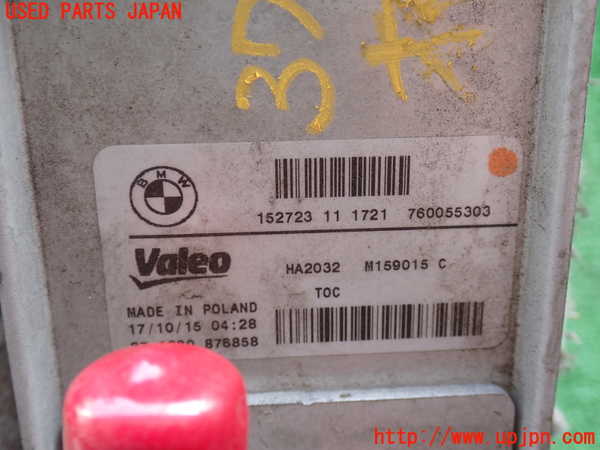 USED PARTS JAPAN
37
BMW
152723 11 1721 760055303
Valeo
HA2032 M159015 C
TOC
MADE IN POLAND
17/10/15 04:28
876858
http://www.upjpn.com/